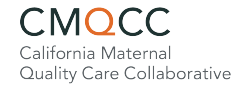 CMQCC
California Maternal
Quality Care Collaborative